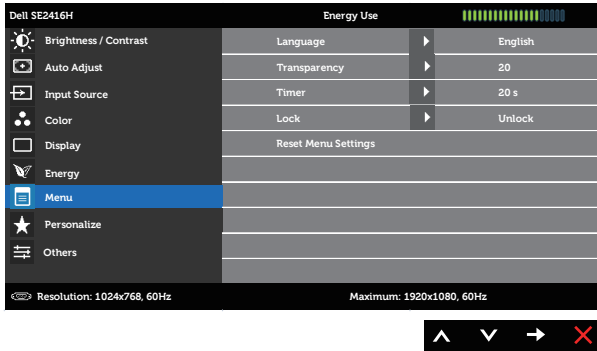 Dell SE2416H Energy Use
Brightness / Contrast Language English
Auto Adjust Transparency 20
Input Source Timer 20 s
Color Lock Unlock
Display Reset Menu Settings
Energy
Menu
Personalize
Others
Resolution: 1024x768, 60Hz Maximum: 1920x1080, 60Hz